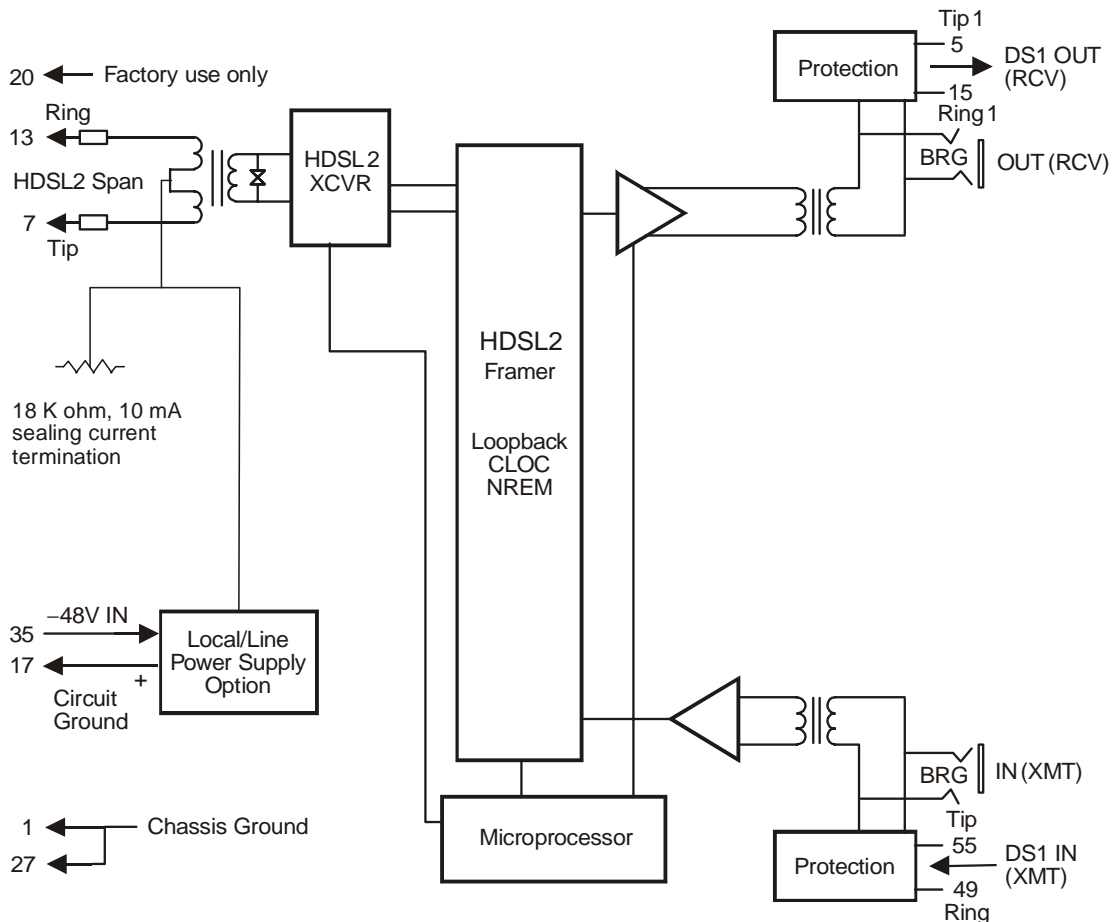 Tip 1
5
Protection
DS1 OUT
(RCV)
15
Ring 1
BRG
OUT (RCV)
20
Factory use only
Ring
13
HDSL2 Span
7
Tip
HDSL2
XCVR
18 K ohm, 10 mA
sealing current
termination
HDSL2
Framer
Loopback
CLOC
NREM
–48V IN
35
17
+
Circuit
Ground
Local/Line
Power Supply
Option
1
Chassis Ground
27
Microprocessor
BRG
IN (XMT)
Tip
55
Protection
DS1 IN
(XMT)
49
Ring